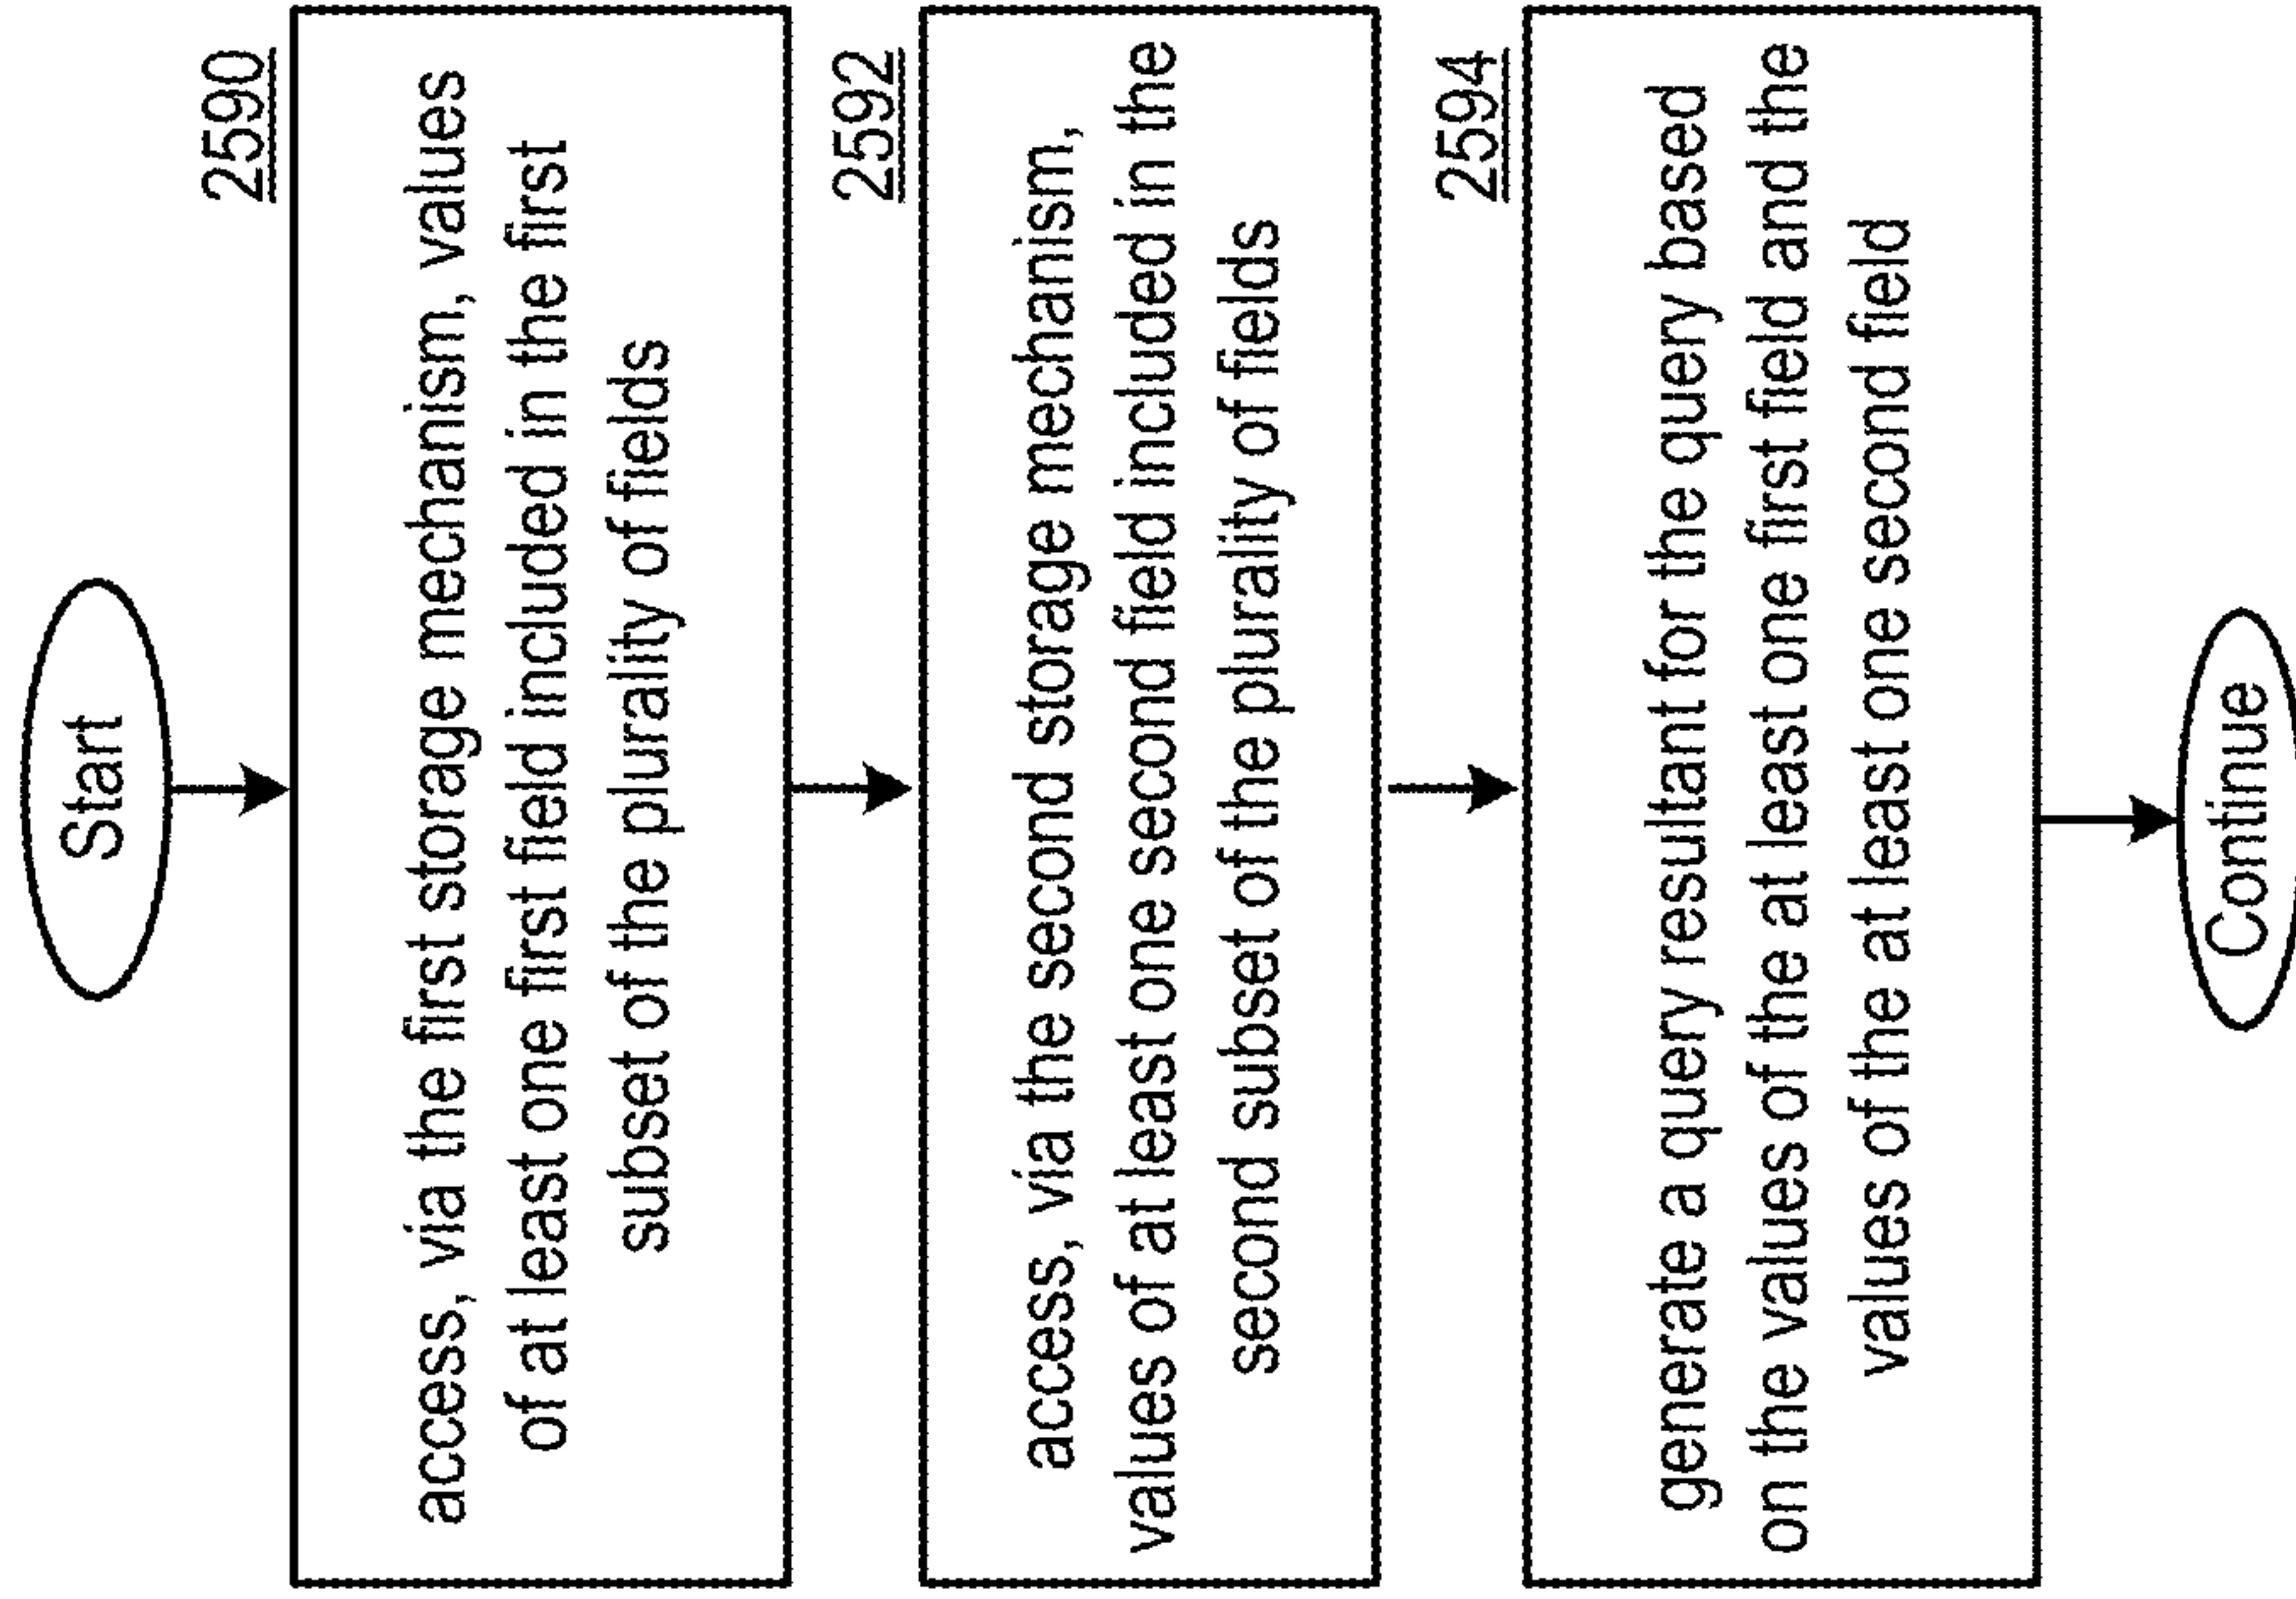 Start
2590
access, via the first storage mechanism, values
of at least one first field included in the first
subset of the plurality of fields
2592
access, via the second storage mechanism,
values of at least one second field included in the
second subset of the plurality of fields
2594
generate a query resultant for the query based
on the values of the at least one first field and the
values of the at least one second field
Continue